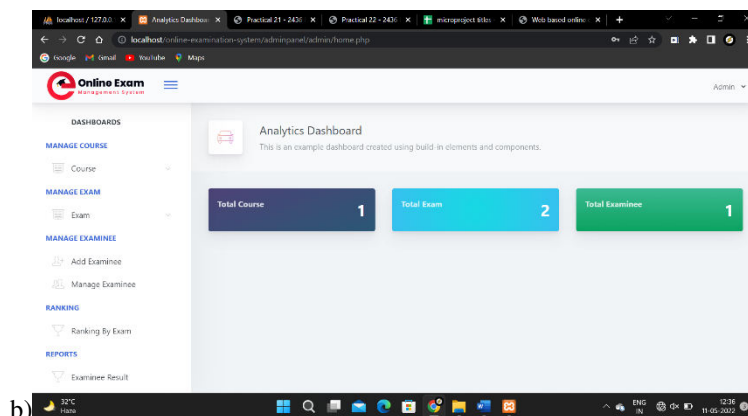 localhost / 127.0.0.
Analytics Dashboa
Practical 21 - 2436
Practical 22 - 2436
microproject titles
Web based online
localhost/online-examination-system/adminpanel/admin/home.php
Google
Gmail
YouTube
Maps
Online Exam
Management System
Admin
DASHBOARDS
MANAGE COURSE
Course
MANAGE EXAM
Exam
MANAGE EXAMINEE
Add Examinee
Manage Examinee
RANKING
Ranking By Exam
REPORTS
Examinee Result
Analytics Dashboard
This is an example dashboard created using build-in elements and components.
Total Course
1
Total Exam
2
Total Examinee
1
b)
32°C
Haze
ENG
IN
12:36
11-05-2022